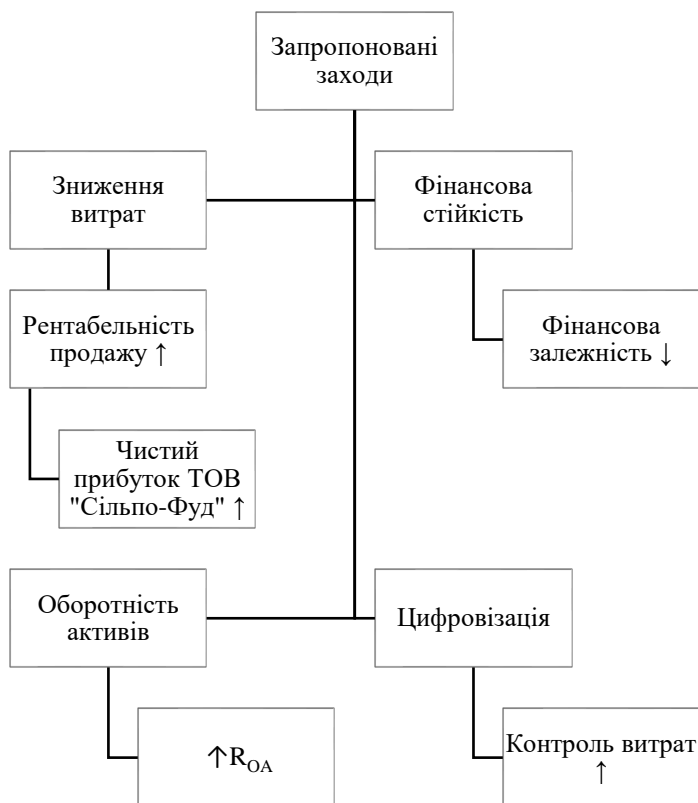 Запропоновані
заходи
Зниження
витрат
Фінансова
стійкість
Рентабельність
продажу ↑
Фінансова
залежність ↓
Чистий
прибуток ТОВ
"Сільпо-Фуд" ↑
Оборотність
активів
Цифровізація
↑R_OA
Контроль витрат
↑